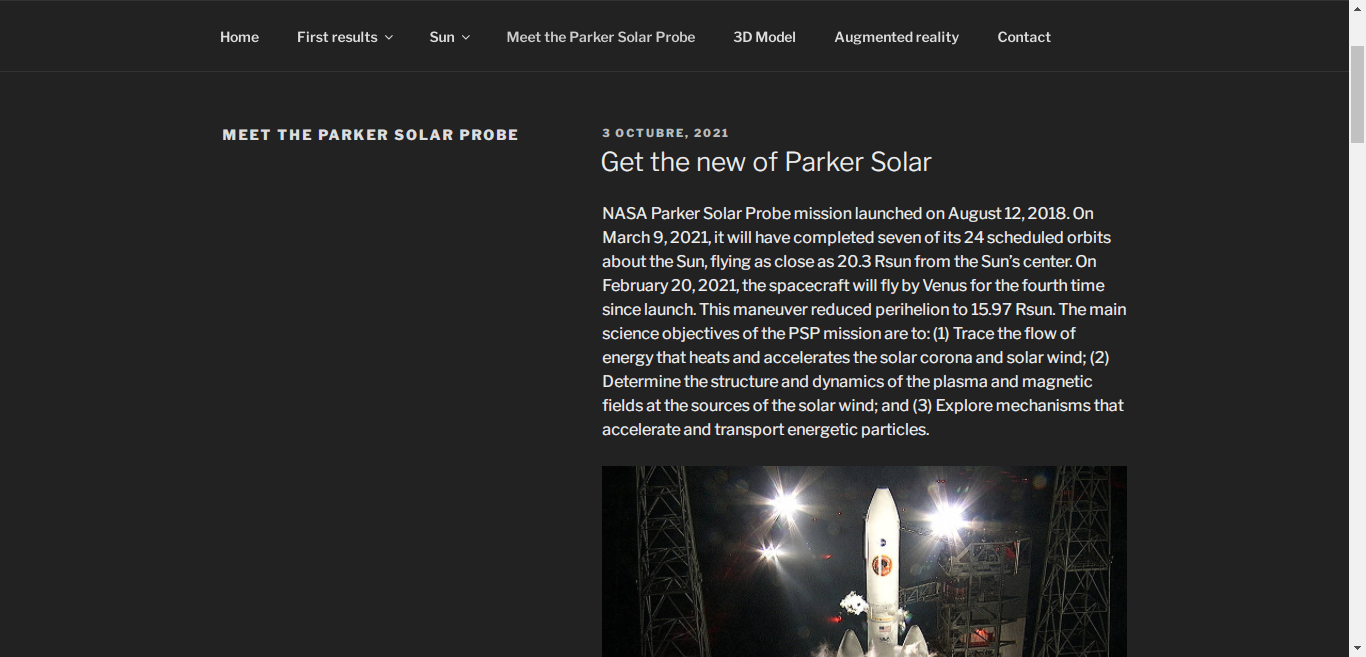 Home First results Sun Meet the Parker Solar Probe 3D Model Augmented reality Contact
MEET THE PARKER SOLAR PROBE
3 OCTUBRE, 2021
Get the new of Parker Solar
NASA Parker Solar Probe mission launched on August 12, 2018. On
March 9, 2021, it will have completed seven of its 24 scheduled orbits
about the Sun, flying as close as 20.3 Rsun from the Sun’s center. On
February 20, 2021, the spacecraft will fly by Venus for the fourth time
since launch. This maneuver reduced perihelion to 15.97 Rsun. The main
science objectives of the PSP mission are to: (1) Trace the flow of
energy that heats and accelerates the solar corona and solar wind; (2)
Determine the structure and dynamics of the plasma and magnetic
fields at the sources of the solar wind; and (3) Explore mechanisms that
accelerate and transport energetic particles.